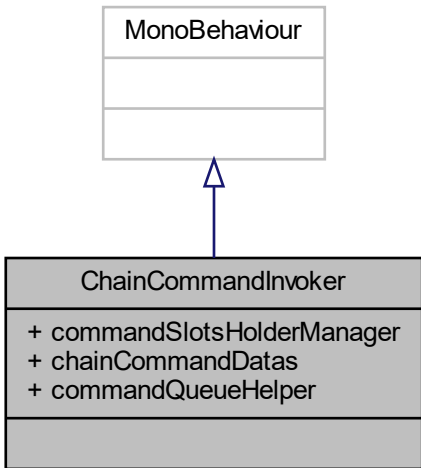 MonoBehaviour
ChainCommandInvoker
+ commandSlotsHolderManager
+ chainCommandDatas
+ commandQueueHelper